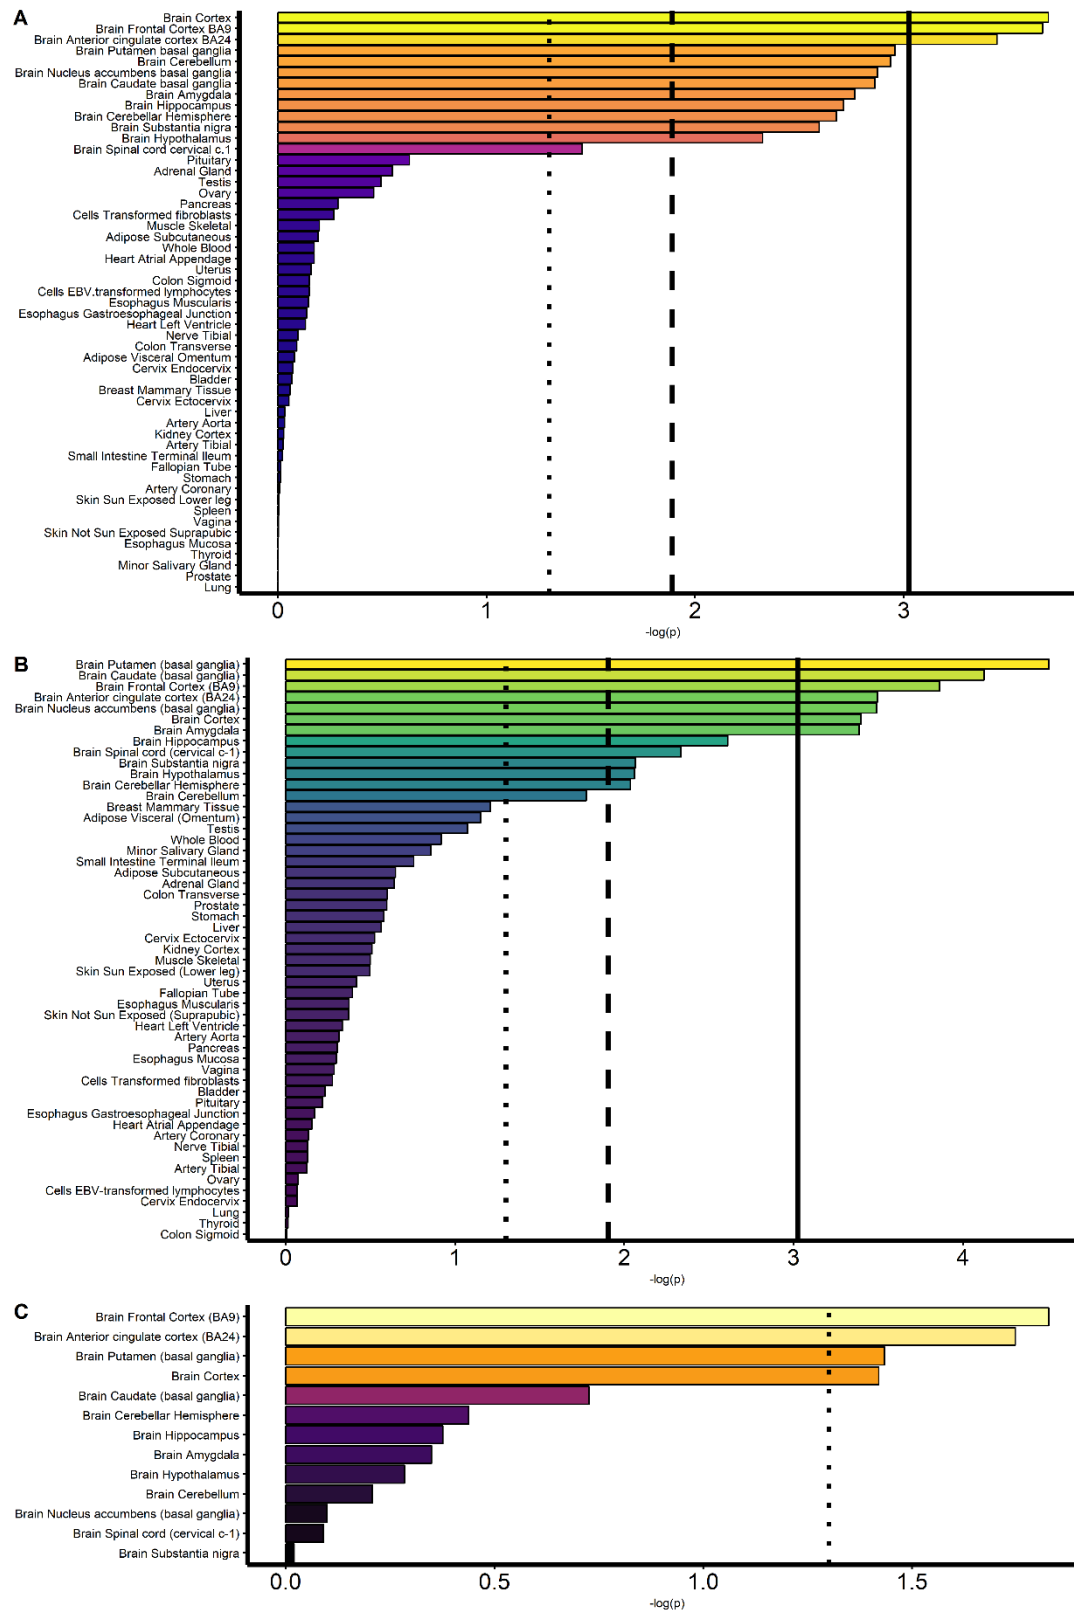 A
Brain Cortex
Brain Frontal Cortex BA9
Brain Anterior cingulate cortex BA24
Brain Putamen basal ganglia
Brain Cerebellum
Brain Nucleus accumbens basal ganglia
Brain Caudate basal ganglia
Brain Amygdala
Brain Hippocampus
Brain Cerebellar Hemisphere
Brain Substantia nigra
Brain Hypothalamus
Brain Spinal cord cervical c.1
Pituitary
Adrenal Gland
Testis
Ovary
Pancreas
Cells Transformed fibroblasts
Muscle Skeletal
Adipose Subcutaneous
Whole Blood
Heart Atrial Appendage
Uterus
Colon Sigmoid
Cells EBV.transformed lymphocytes
Esophagus Muscularis
Esophagus Gastroesophageal Junction
Heart Left Ventricle
Nerve Tibial
Colon Transverse
Adipose Visceral Omentum
Cervix Endocervix
Bladder
Breast Mammary Tissue
Cervix Ectocervix
Liver
Artery Aorta
Kidney Cortex
Artery Tibial
Small Intestine Terminal Ileum
Fallopian Tube
Stomach
Artery Coronary
Skin Sun Exposed Lower leg
Spleen
Vagina
Skin Not Sun Exposed Suprapubic
Esophagus Mucosa
Thyroid
Minor Salivary Gland
Prostate
Lung
0 1 2 3
-log(p)
B
Brain Putamen (basal ganglia)
Brain Caudate (basal ganglia)
Brain Frontal Cortex (BA9)
Brain Anterior cingulate cortex (BA24)
Brain Nucleus accumbens (basal ganglia)
Brain Cortex
Brain Amygdala
Brain Hippocampus
Brain Spinal cord (cervical c-1)
Brain Substantia nigra
Brain Hypothalamus
Brain Cerebellar Hemisphere
Brain Cerebellum
Breast Mammary Tissue
Adipose Visceral (Omentum)
Testis
Whole Blood
Minor Salivary Gland
Small Intestine Terminal Ileum
Adipose Subcutaneous
Adrenal Gland
Colon Transverse
Prostate
Stomach
Liver
Cervix Ectocervix
Kidney Cortex
Muscle Skeletal
Skin Sun Exposed (Lower leg)
Uterus
Fallopian Tube
Esophagus Muscularis
Skin Not Sun Exposed (Suprapubic)
Heart Left Ventricle
Artery Aorta
Pancreas
Esophagus Mucosa
Vagina
Cells Transformed fibroblasts
Bladder
Pituitary
Esophagus Gastroesophageal Junction
Heart Atrial Appendage
Artery Coronary
Nerve Tibial
Spleen
Artery Tibial
Ovary
Cells EBV-transformed lymphocytes
Cervix Endocervix
Lung
Thyroid
Colon Sigmoid
0 1 2 3 4
-log(p)
C
Brain Frontal Cortex (BA9)
Brain Anterior cingulate cortex (BA24)
Brain Putamen (basal ganglia)
Brain Cortex
Brain Caudate (basal ganglia)
Brain Cerebellar Hemisphere
Brain Hippocampus
Brain Amygdala
Brain Hypothalamus
Brain Cerebellum
Brain Nucleus accumbens (basal ganglia)
Brain Spinal cord (cervical c-1)
Brain Substantia nigra
0.0 0.5 1.0 1.5
-log(p)